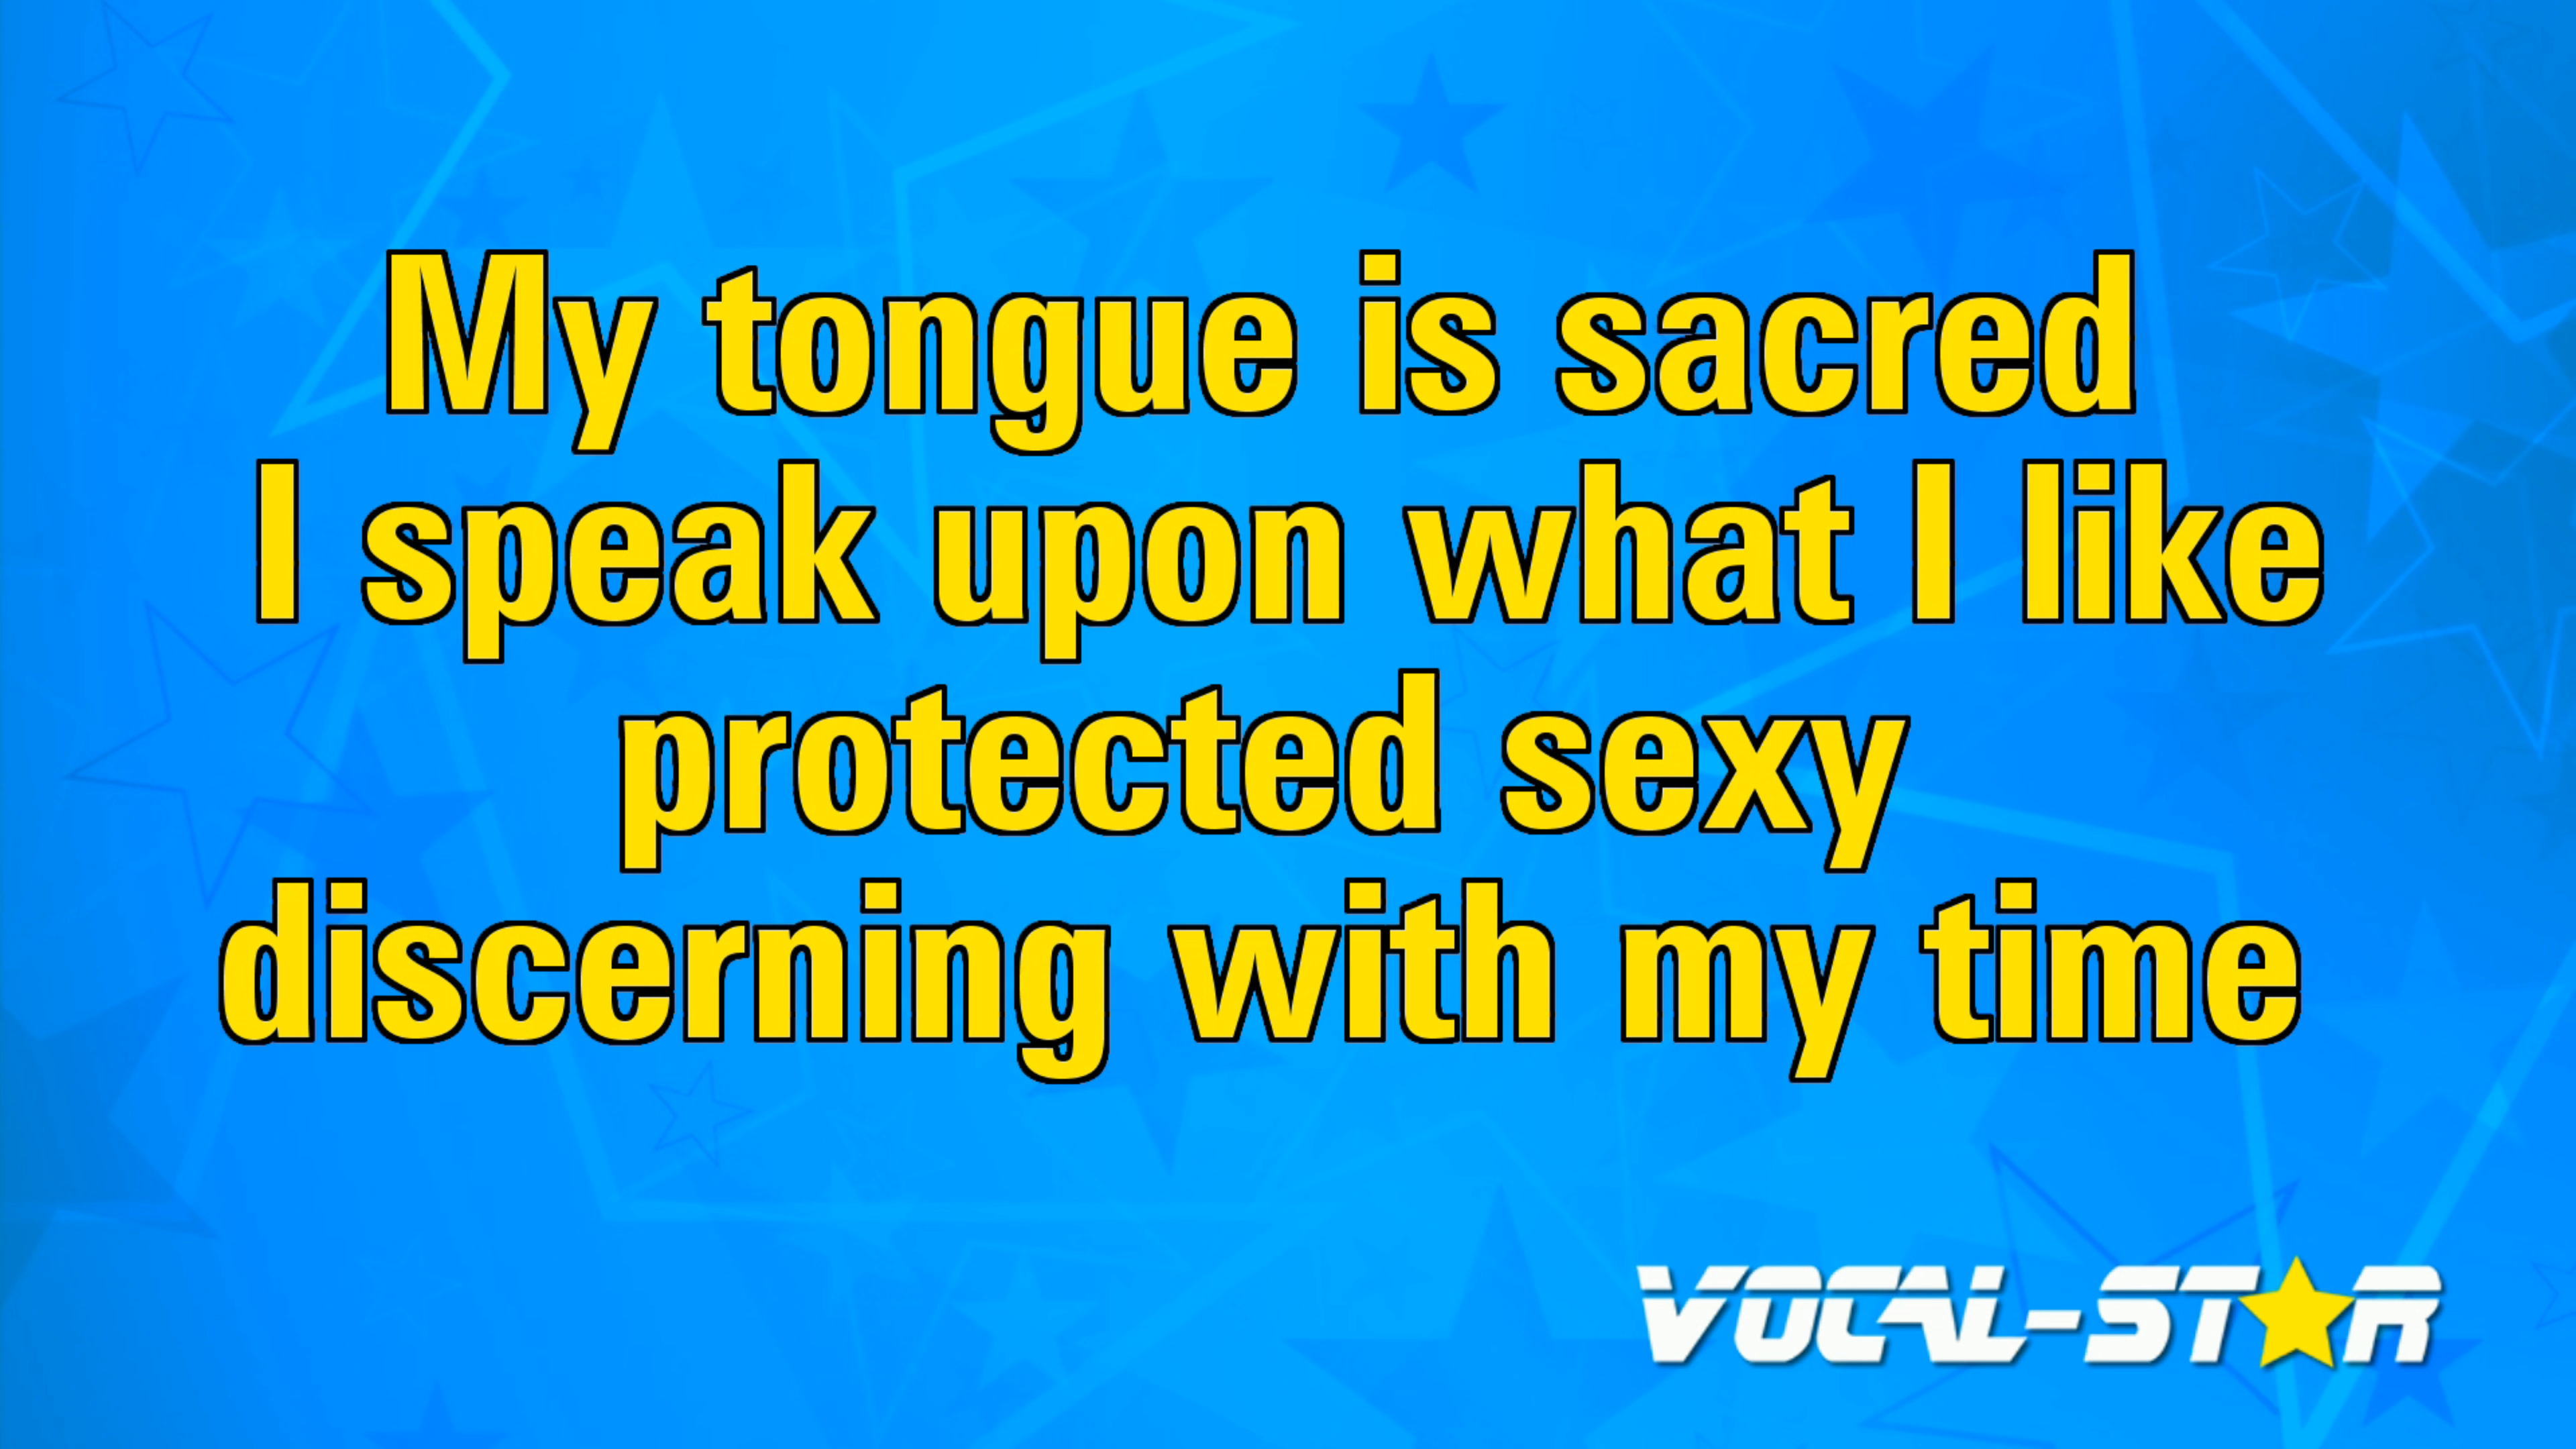 My tongue is sacred
I speak upon what I like
protected sexy
discerning with my time
VOCAL-STAR